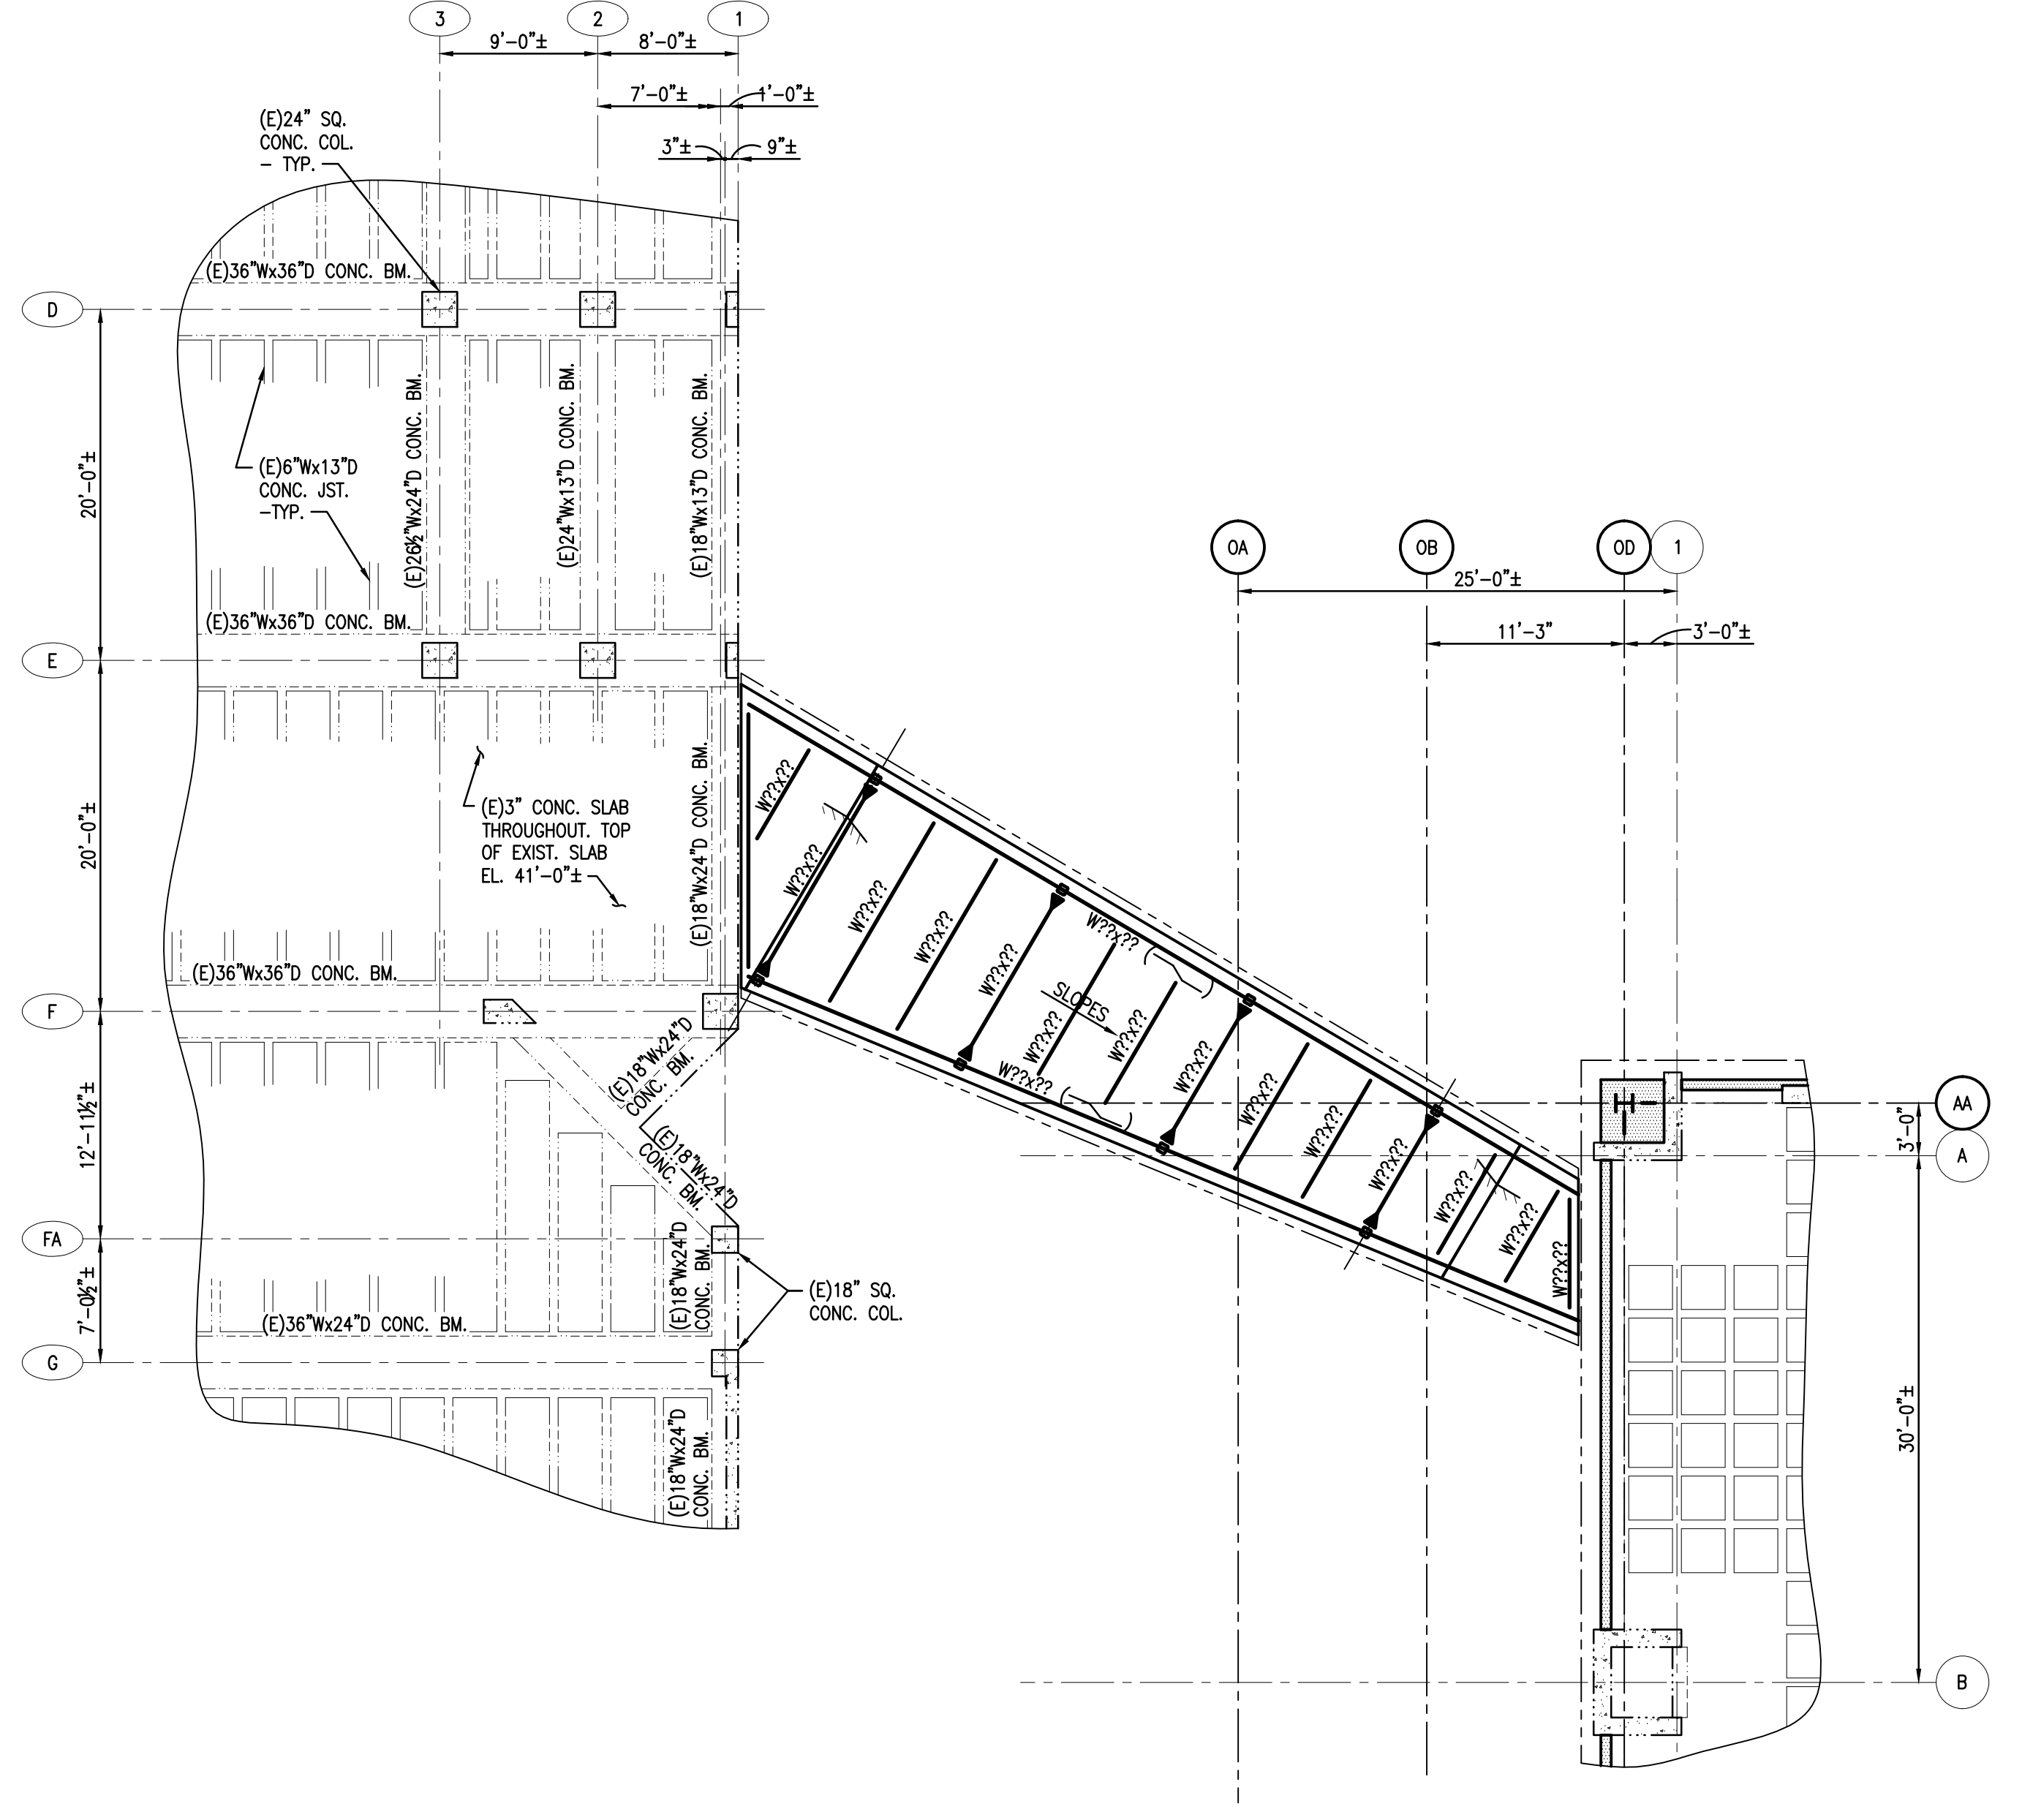 3
2
1
9'-0"±
8'-0"±
7'-0"±
1'-0"±
3"±
9"±
(E)24" SQ.
CONC. COL.
- TYP.
(E)36"Wx36"D CONC. BM.
D
(E)26½"Wx24"D CONC. BM.
(E)24"Wx13"D CONC. BM.
(E)18"Wx13"D CONC. BM.
20'-0"±
(E)6"Wx13"D
CONC. JST.
-TYP.
(E)36"Wx36"D CONC. BM.
E
OA
OB
OD
1
25'-0"±
11'-3"
3'-0"±
20'-0"±
(E)3" CONC. SLAB
THROUGHOUT. TOP
OF EXIST. SLAB
EL. 41'-0"±
(E)18"Wx24"D CONC. BM.
(E)36"Wx36"D CONC. BM.
F
W??x??
W??x??
W??x??
W??x??
W??x??
W??x??
SLOPES
W??x??
W??x??
W??x??
W??x??
W??x??
W??x??
W??x??
W??x??
W??x??
W??x??
(E)18"Wx24"D
CONC. BM.
(E)18"Wx24"D
CONC. BM.
12'-11½"±
AA
3'-0"
A
FA
(E)18"Wx24"D
CONC. BM.
7'-0½"±
(E)18" SQ.
CONC. COL.
(E)36"Wx24"D CONC. BM.
G
(E)18"Wx24"D
CONC. BM.
30'-0"±
B